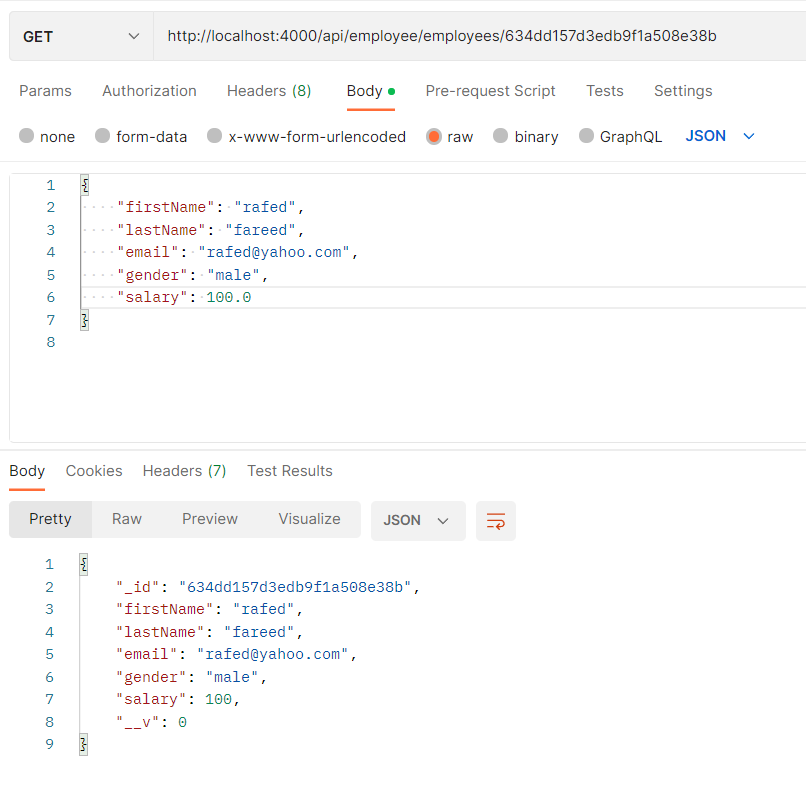 GET http://localhost:4000/api/employee/employees/634dd157d3edb9f1a508e38b
Params Authorization Headers (8) Body Pre-request Script Tests Settings
none form-data x-www-form-urlencoded raw binary GraphQL JSON
1 {
2 "firstName": "rafed",
3 "lastName": "fareed",
4 "email": "rafed@yahoo.com",
5 "gender": "male",
6 "salary": 100.0
7 }
8
Body Cookies Headers (7) Test Results
Pretty Raw Preview Visualize JSON
1 {
2 "_id": "634dd157d3edb9f1a508e38b",
3 "firstName": "rafed",
4 "lastName": "fareed",
5 "email": "rafed@yahoo.com",
6 "gender": "male",
7 "salary": 100,
8 "__v": 0
9 }